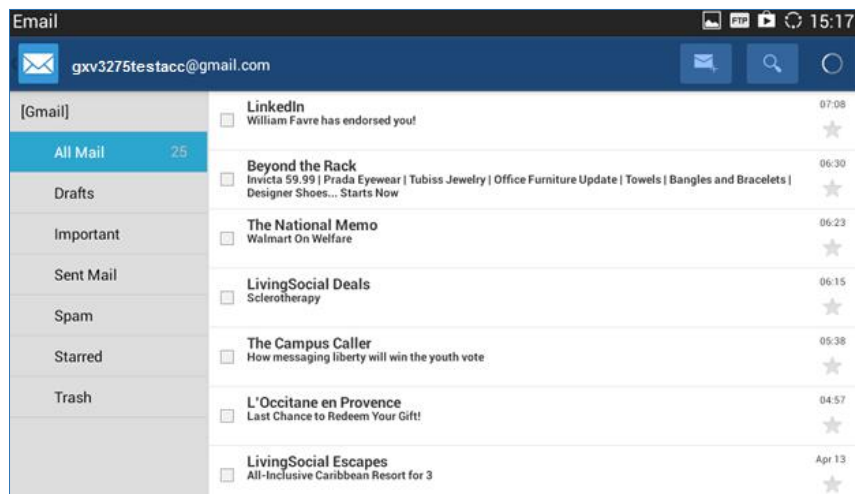 Email
FTP
15:17
gxv3275testacc@gmail.com
[Gmail]
All Mail 25
Drafts
Important
Sent Mail
Spam
Starred
Trash
LinkedIn 07:08
William Favre has endorsed you!
Beyond the Rack 06:30
Invicta 59.99 | Prada Eyewear | Tubiss Jewelry | Office Furniture Update | Towels | Bangles and Bracelets |
Designer Shoes... Starts Now
The National Memo 06:23
Walmart On Welfare
LivingSocial Deals 06:15
Sclerotherapy
The Campus Caller 05:38
How messaging liberty will win the youth vote
L'Occitane en Provence 04:57
Last Chance to Redeem Your Gift!
LivingSocial Escapes Apr 13
All-Inclusive Caribbean Resort for 3